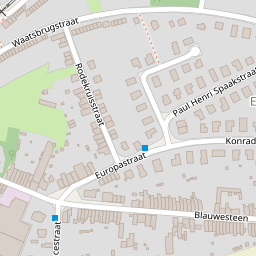 Waatsbrugstraat
Rodekruisstraat
Paul Henri Spaakstraat
E
Konrad
Europastraat
Blauwesteen
cestraat